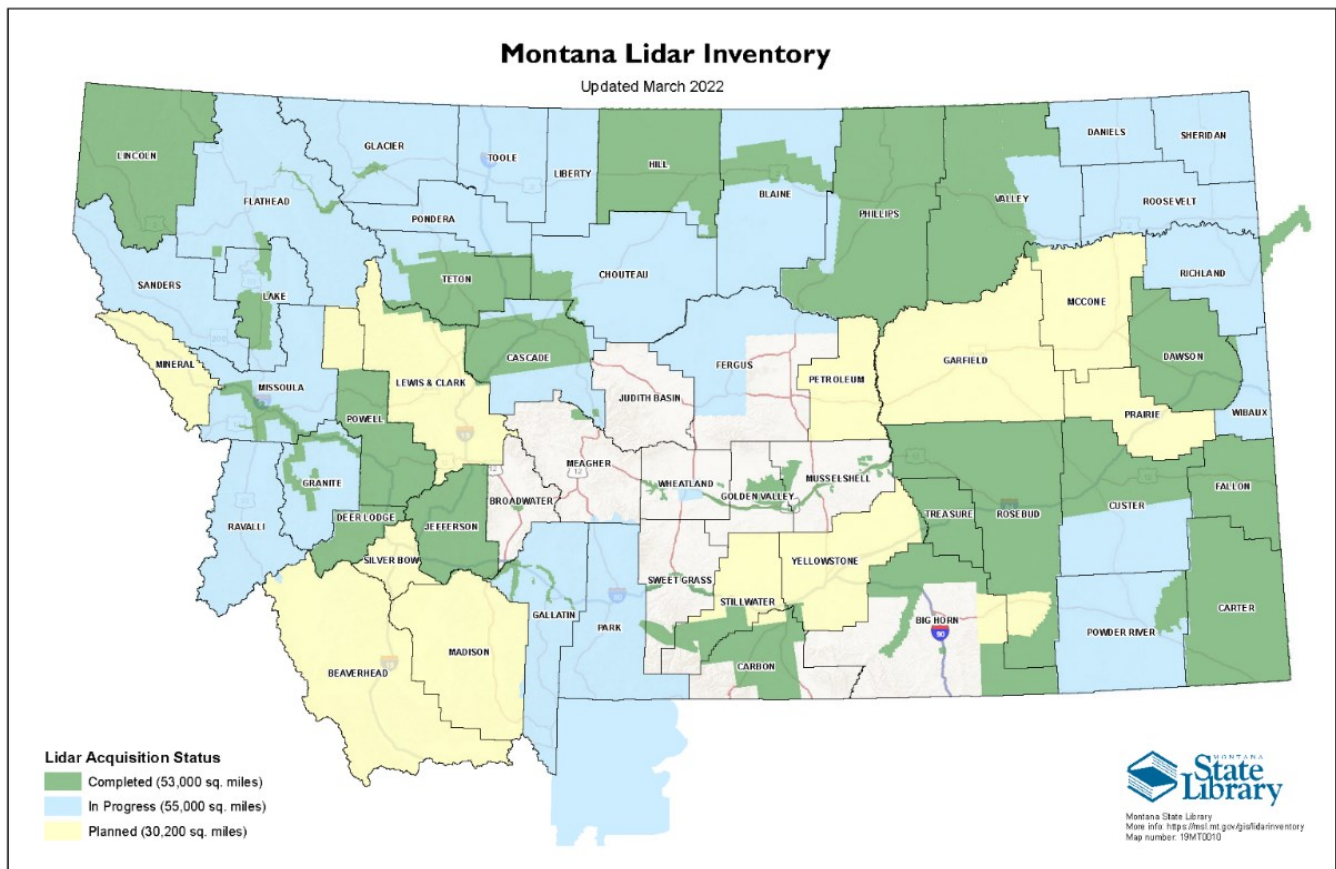 Montana Lidar Inventory
Updated March 2022
LINCOLN
GLACIER
TOOLE
LIBERTY
HILL
BLAINE
PHILLIPS
VALLEY
DANIELS
SHERIDAN
ROOSEVELT
FLATHEAD
PONDERA
CHOUTEAU
TETON
SANDERS
LAKE
RICHLAND
MCCONE
GARFIELD
DAWSON
MINERAL
MISSOULA
LEWIS & CLARK
CASCADE
FERGUS
PETROLEUM
JUDITH BASIN
PRAIRIE
WIBAUX
POWELL
MEAGHER
12
WHEATLAND
GOLDEN VALLEY
MUSSELSHELL
GRANITE
BROADWATER
12
RAVALLI
DEER LODGE
JEFFERSON
TREASURE
ROSEBUD
CUSTER
FALLON
SILVER BOW
YELLOWSTONE
SWEET GRASS
STILLWATER
GALLATIN
PARK
BIG HORN
90
CARTER
POWDER RIVER
MADISON
BEAVERHEAD
CARBON
Lidar Acquisition Status
Completed (53,000 sq. miles)
In Progress (55,000 sq. miles)
Planned (30,200 sq. miles)
MONTANA
State
Library
Montana State Library
More info: https://msl.mt.gov/gis/lidarinventory
Map number: 19MT0010